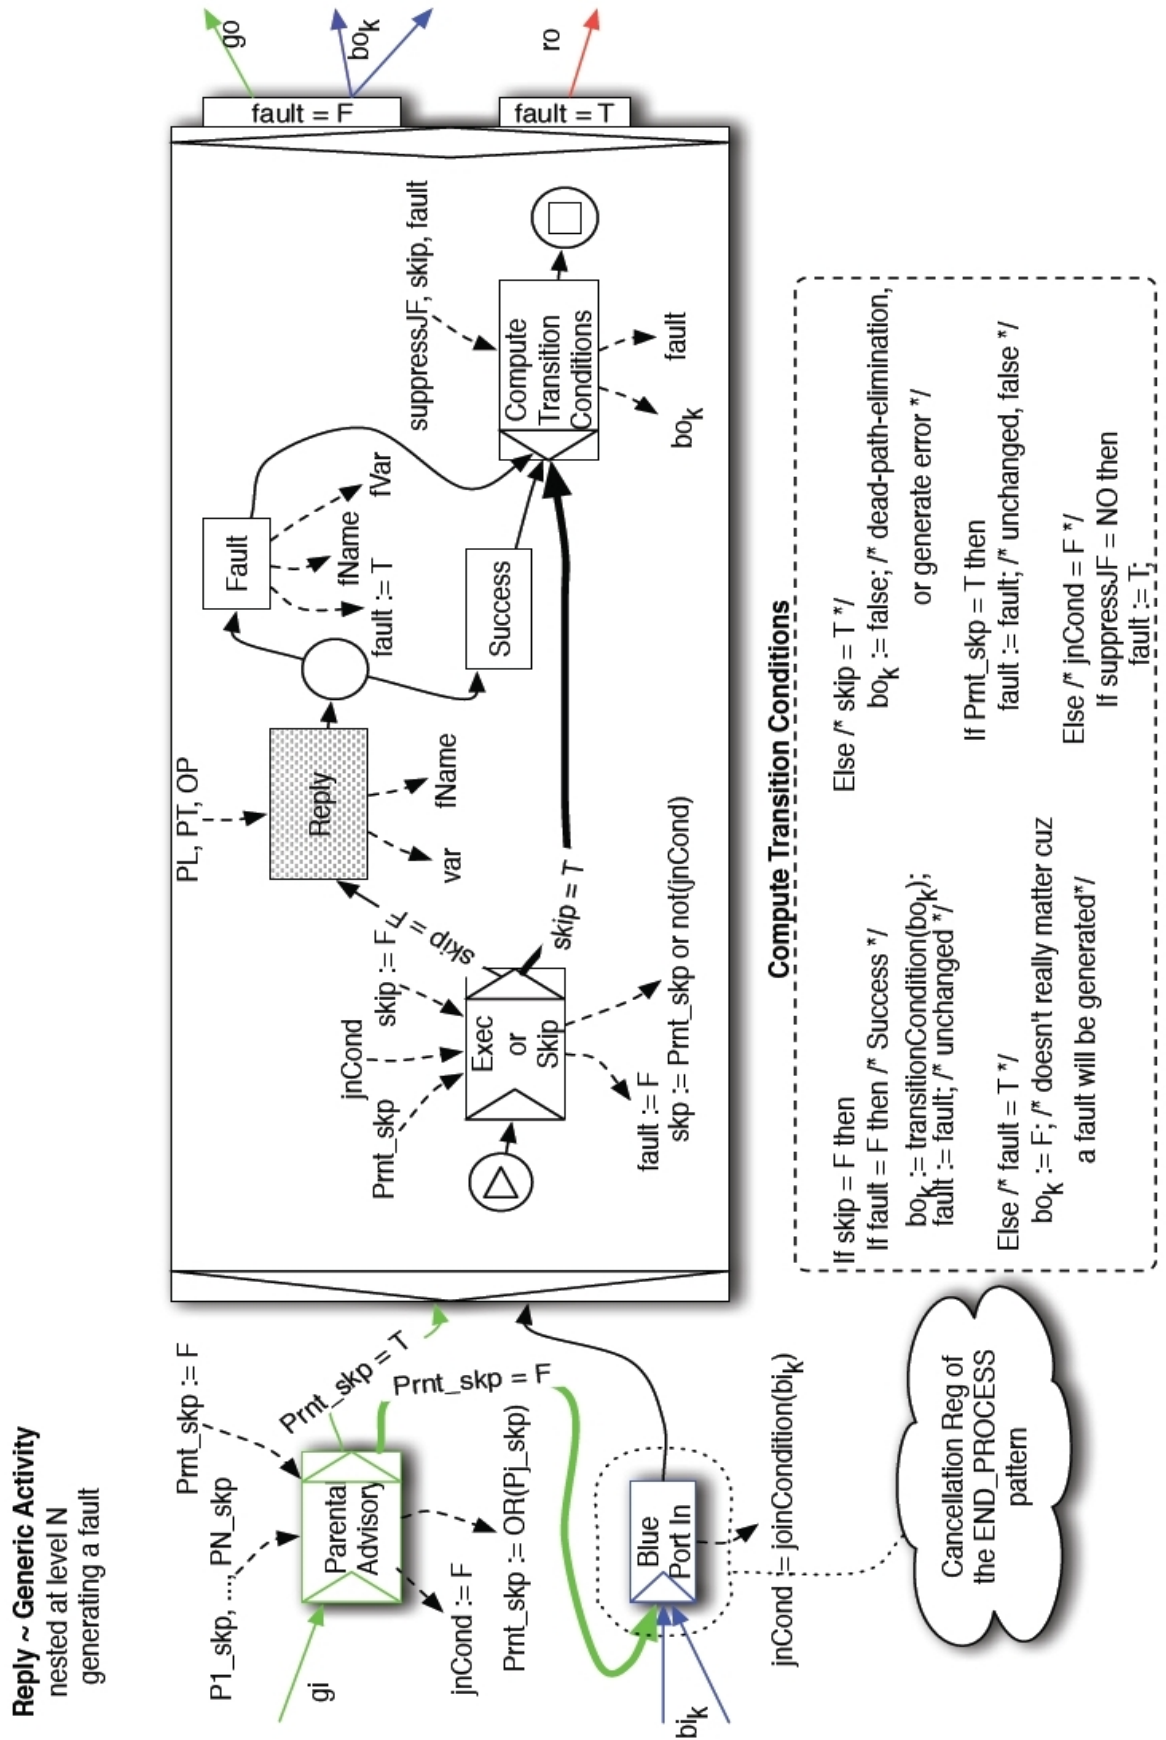 Reply ~ Generic Activity
nested at level N
generating a fault
gi
P1_skp, .... PN_skp
Prnt_skp := F
Parental
Advisory
jnCond := F
Prnt_skp := OR(Pj_skp)
Prnt_skp = T
Prnt_skp = F
bik
Blue
Port In
jnCond := joinCondition(bik)
Cancellation Reg of
the END_PROCESS
pattern
Prnt_skp
jnCond
skip := F
Exec
or
Skip
fault := F
skp := Prnt_skp or not(jnCond)
skip = F
skip = T
PL, PT, OP
Reply
var
fName
Fault
fault := T
fName
fVar
Success
suppressJF, skip, fault
Compute
Transition
Conditions
bok
fault
fault = F
fault = T
go
bok
ro
Compute Transition Conditions
If skip = F then
If fault = F then /* Success */
bok := transitionCondition(bok);
fault := fault; /* unchanged */
Else /* fault = T */
bok := F; /* doesn't really matter cuz
a fault will be generated*/
Else /* skip = T */
bok := false; /* dead-path-elimination,
or generate error */
If Prnt_skp = T then
fault := fault; /* unchanged, false */
Else /* jnCond = F */
If suppressJF = NO then
fault := T;